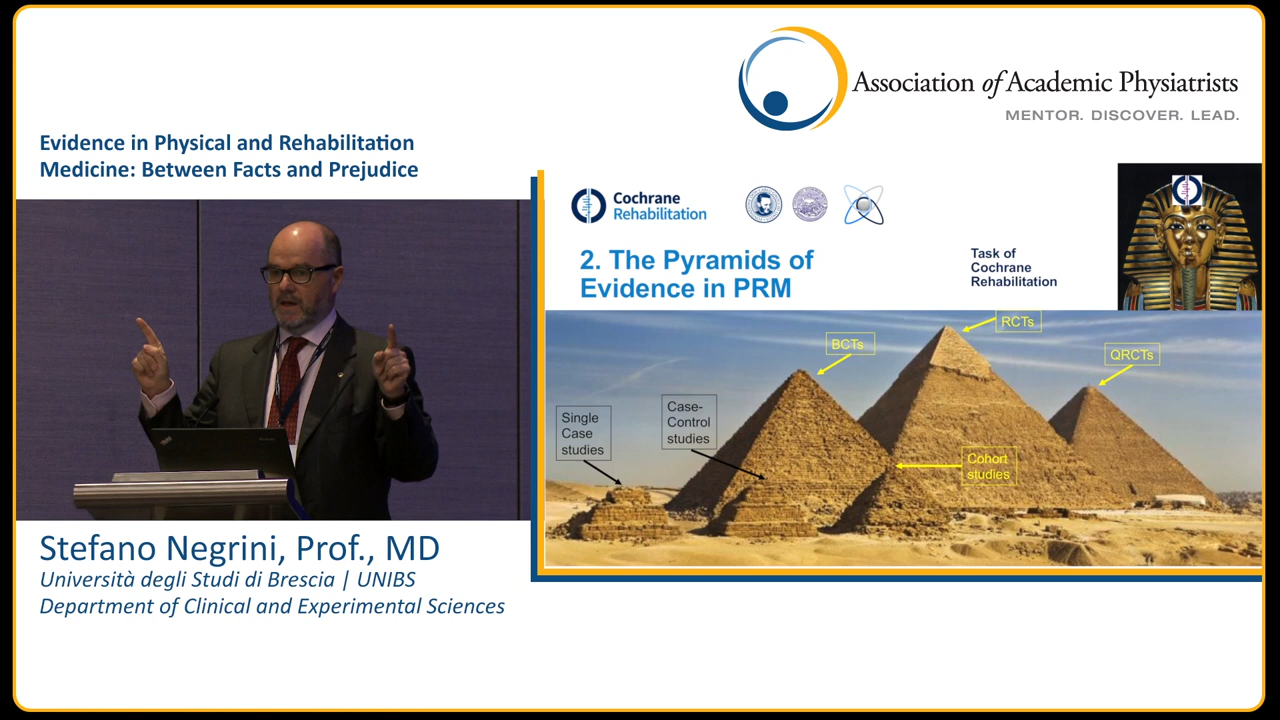 Association of Academic Physiatrists
MENTOR. DISCOVER. LEAD.
Evidence in Physical and Rehabilitation
Medicine: Between Facts and Prejudice
Cochrane
Rehabilitation
2. The Pyramids of
Evidence in PRM
Task of
Cochrane
Rehabilitation
RCTs
BCTs
QRCTs
Single
Case
studies
Case-
Control
studies
Cohort
studies
Stefano Negrini, Prof., MD
Università degli Studi di Brescia | UNIBS
Department of Clinical and Experimental Sciences